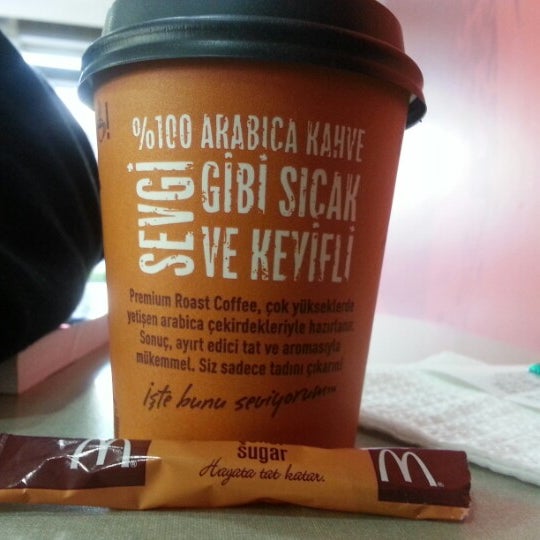 %100 ARABICA KAHVE
SEVGİ
GİBİ SICAK
VE KEYİFLİ
Premium Roast Coffee, çok yükseklerde
yetişen arabica çekirdekleriyle hazırlanır.
Sonuç, ayırt edici tat ve aromasıyla
mükemmel. Siz sadece tadını çıkarın!
işte bunu seviyorum...
sugar
Hayata tat katar.